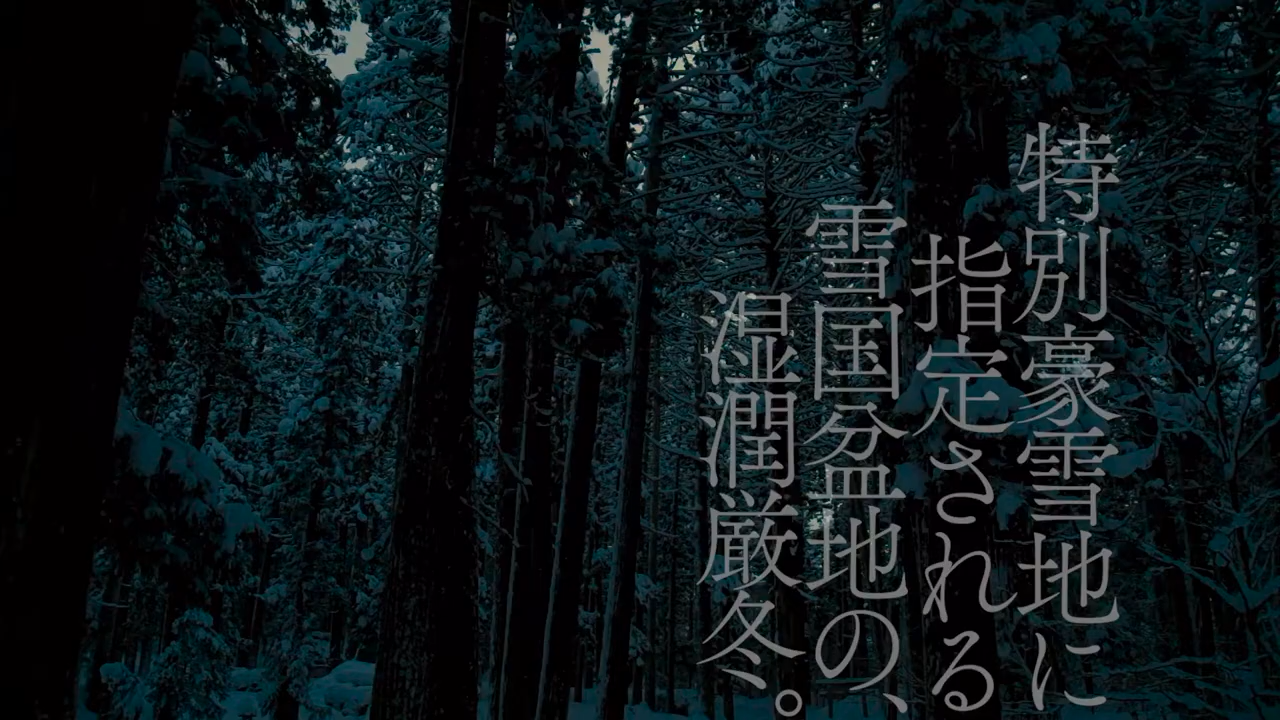 特別豪雪地に
指定される
雪国盆地の、
湿潤厳冬。